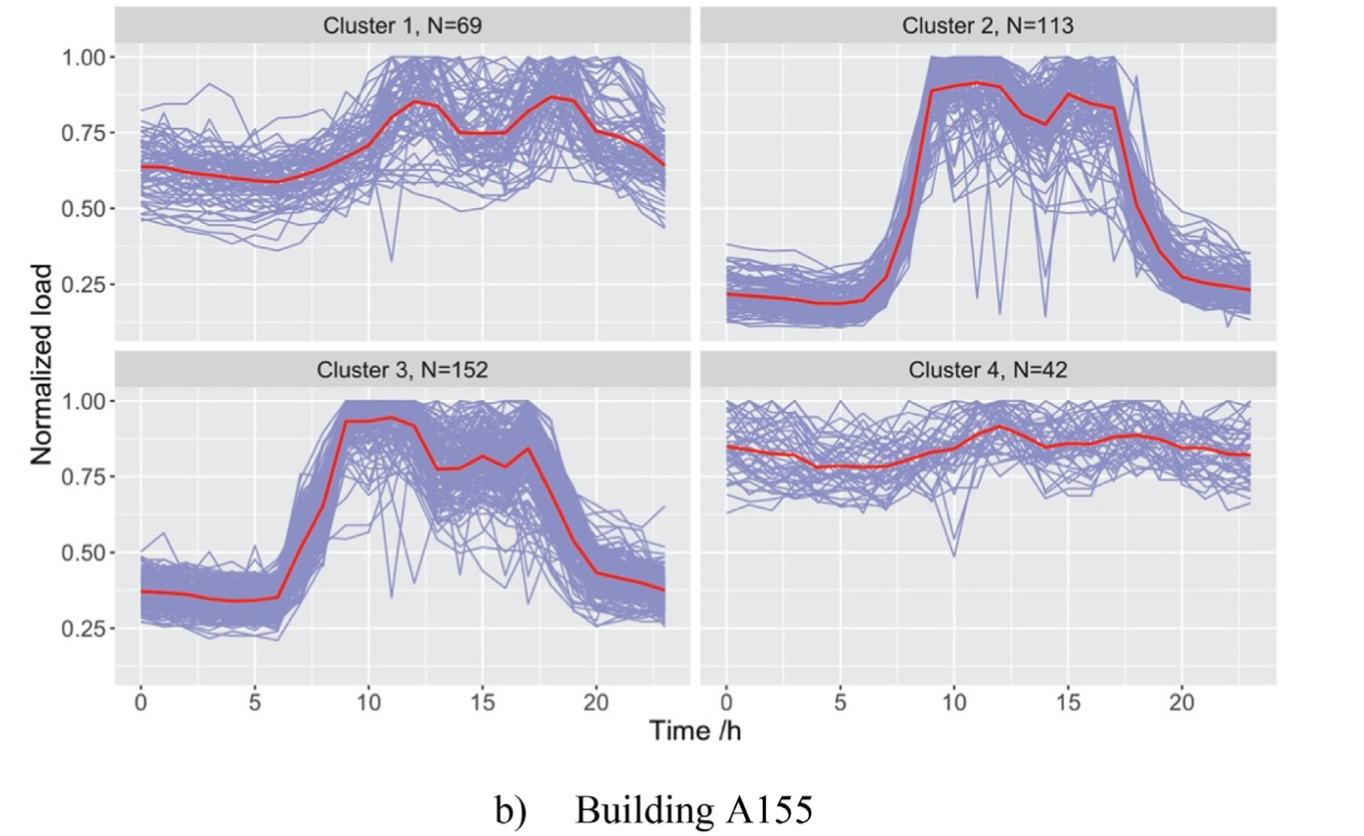 Cluster 1, N=69
Cluster 2, N=113
1.00
0.75
0.50
0.25
Normalized load
Cluster 3, N=152
Cluster 4, N=42
1.00
0.75
0.50
0.25
0 5 10 15 20 0 5 10 15 20
Time /h
b) Building A155